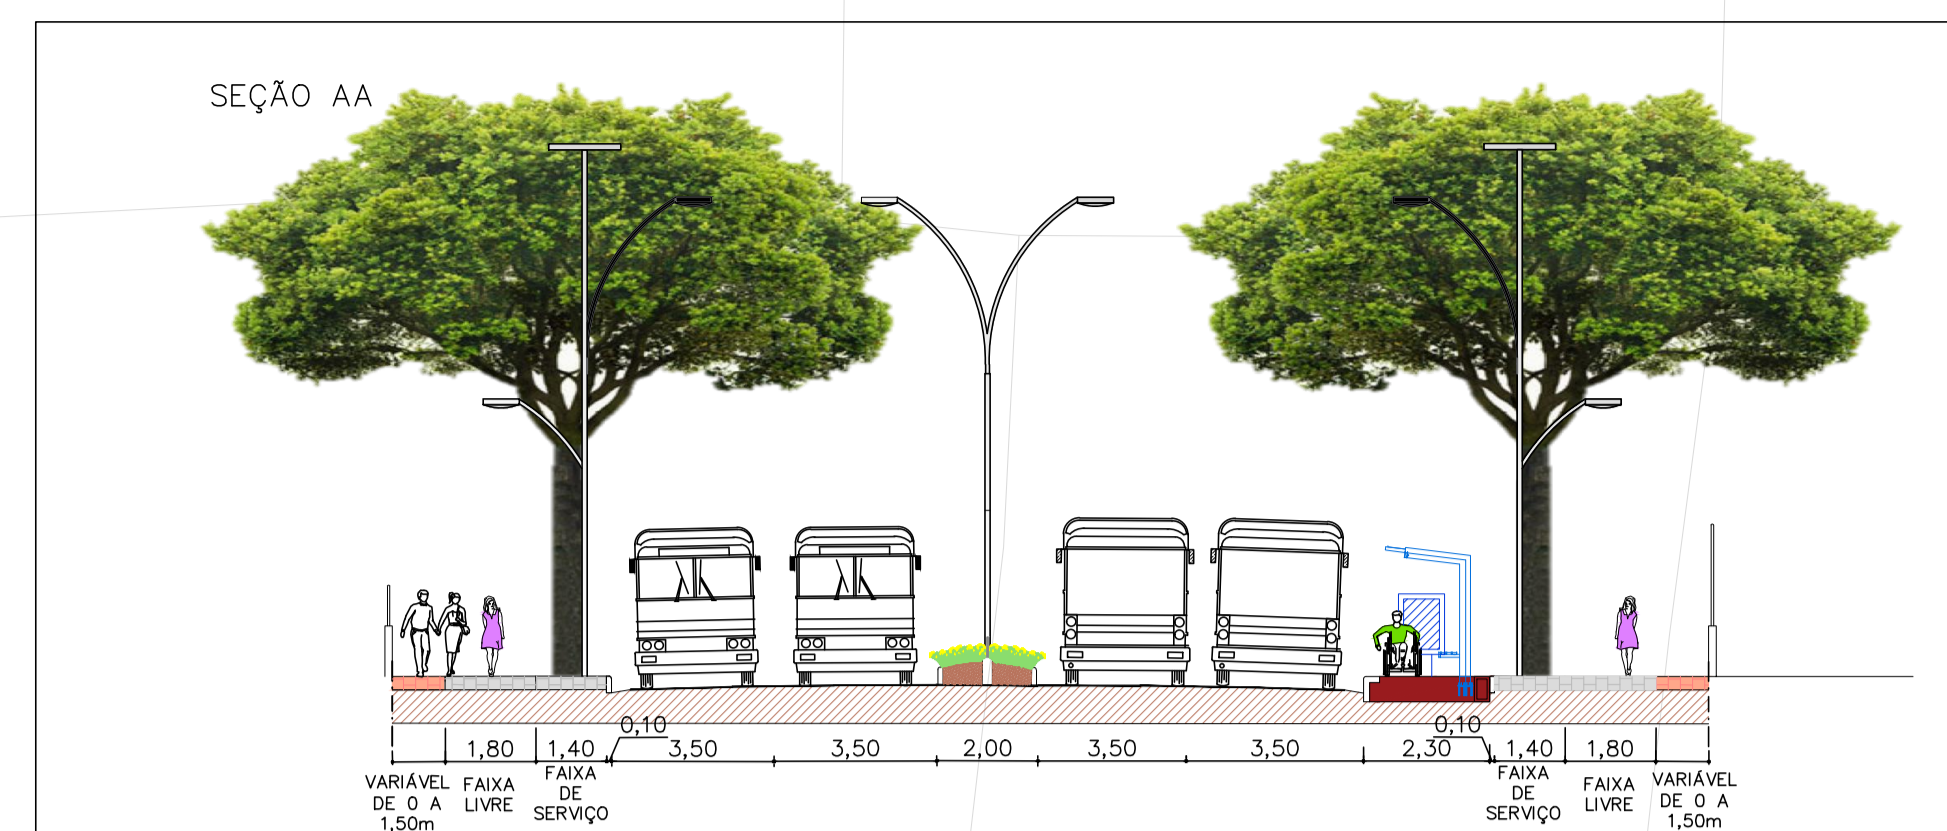 SEÇÃO AA
0,10
0,10
1,80
1,40
3,50
3,50
2,00
3,50
3,50
2,30
1,40
1,80
VARIÁVEL
DE 0 A
1,50m
FAIXA
LIVRE
FAIXA
DE
SERVIÇO
FAIXA
DE
SERVIÇO
FAIXA
LIVRE
VARIÁVEL
DE 0 A
1,50m